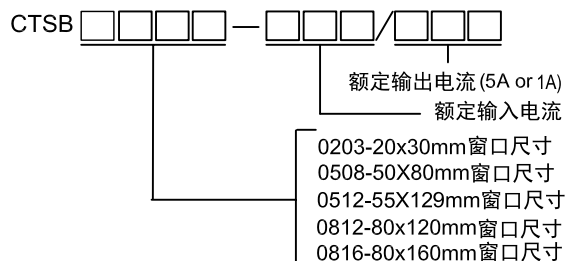 CTSB □□□□ — □□□/□□□
额定输出电流(5A or 1A)
额定输入电流
0203-20x30mm窗口尺寸
0508-50X80mm窗口尺寸
0512-55X129mm窗口尺寸
0812-80x120mm窗口尺寸
0816-80x160mm窗口尺寸